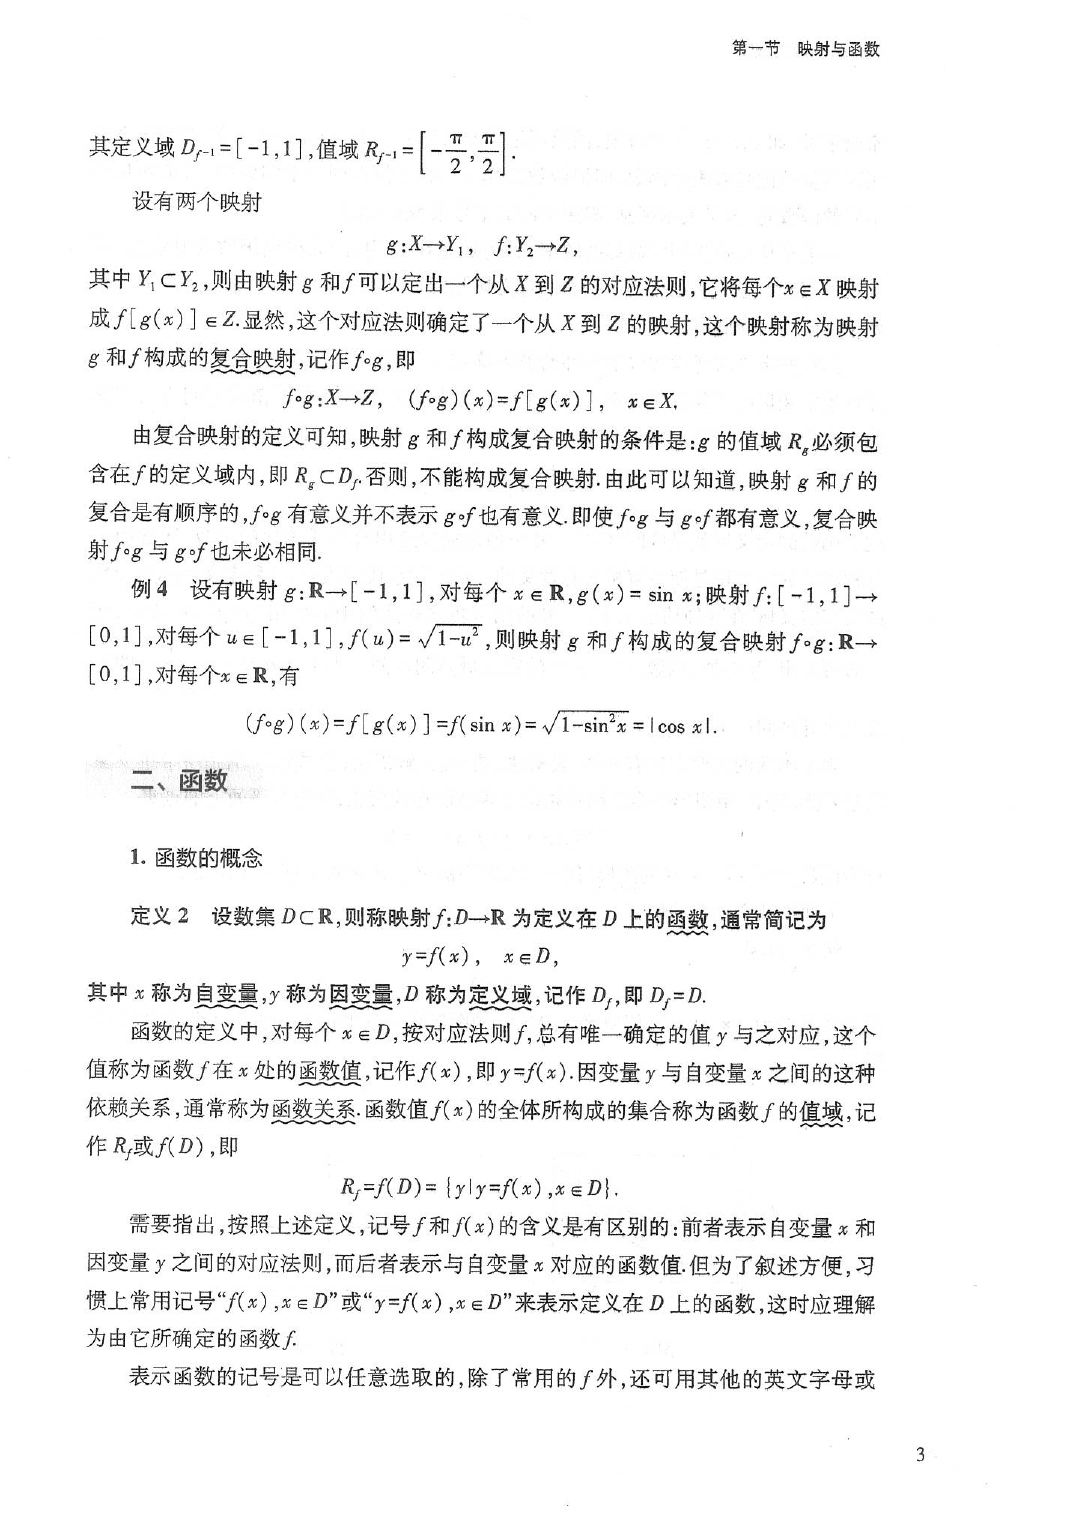 第一节 映射与函数
其定义域 D_{f^{-1}}=[-1,1],值域 R_{f^{-1}}=[-π/2,π/2].
设有两个映射
g:X→Y₁, f:Y₂→Z,
其中 Y₁⊂Y₂,则由映射 g 和 f 可以定出一个从 X 到 Z 的对应法则,它将每个 x∈X 映射
成 f[g(x)]∈Z.显然,这个对应法则确定了一个从 X 到 Z 的映射,这个映射称为映射
g 和 f 构成的复合映射,记作 f∘g,即
f∘g:X→Z, (f∘g)(x)=f[g(x)], x∈X.
由复合映射的定义可知,映射 g 和 f 构成复合映射的条件是:g 的值域 R_g 必须包
含在 f 的定义域内,即 R_g⊂D_f.否则,不能构成复合映射.由此可以知道,映射 g 和 f 的
复合是有顺序的,f∘g 有意义并不表示 g∘f 也有意义.即使 f∘g 与 g∘f 都有意义,复合映
射 f∘g 与 g∘f 也未必相同.
例 4 设有映射 g:R→[-1,1],对每个 x∈R,g(x)=sin x;映射 f:[-1,1]→
[0,1],对每个 u∈[-1,1],f(u)=√(1-u²),则映射 g 和 f 构成的复合映射 f∘g:R→
[0,1],对每个 x∈R,有
(f∘g)(x)=f[g(x)]=f(sin x)=√(1-sin²x)=|cos x|.
二、函数
1. 函数的概念
定义 2 设数集 D⊂R,则称映射 f:D→R 为定义在 D 上的函数,通常简记为
y=f(x), x∈D,
其中 x 称为自变量,y 称为因变量,D 称为定义域,记作 D_f,即 D_f=D.
函数的定义中,对每个 x∈D,按对应法则 f,总有唯一确定的值 y 与之对应,这个
值称为函数 f 在 x 处的函数值,记作 f(x),即 y=f(x).因变量 y 与自变量 x 之间的这种
依赖关系,通常称为函数关系.函数值 f(x)的全体所构成的集合称为函数 f 的值域,记
作 R_f 或 f(D),即
R_f=f(D)={y|y=f(x),x∈D}.
需要指出,按照上述定义,记号 f 和 f(x)的含义是有区别的:前者表示自变量 x 和
因变量 y 之间的对应法则,而后者表示与自变量 x 对应的函数值.但为了叙述方便,习
惯上常用记号“f(x),x∈D”或“y=f(x),x∈D”来表示定义在 D 上的函数,这时应理解
为由它所确定的函数 f.
表示函数的记号是可以任意选取的,除了常用的 f 外,还可用其他的英文字母或
3